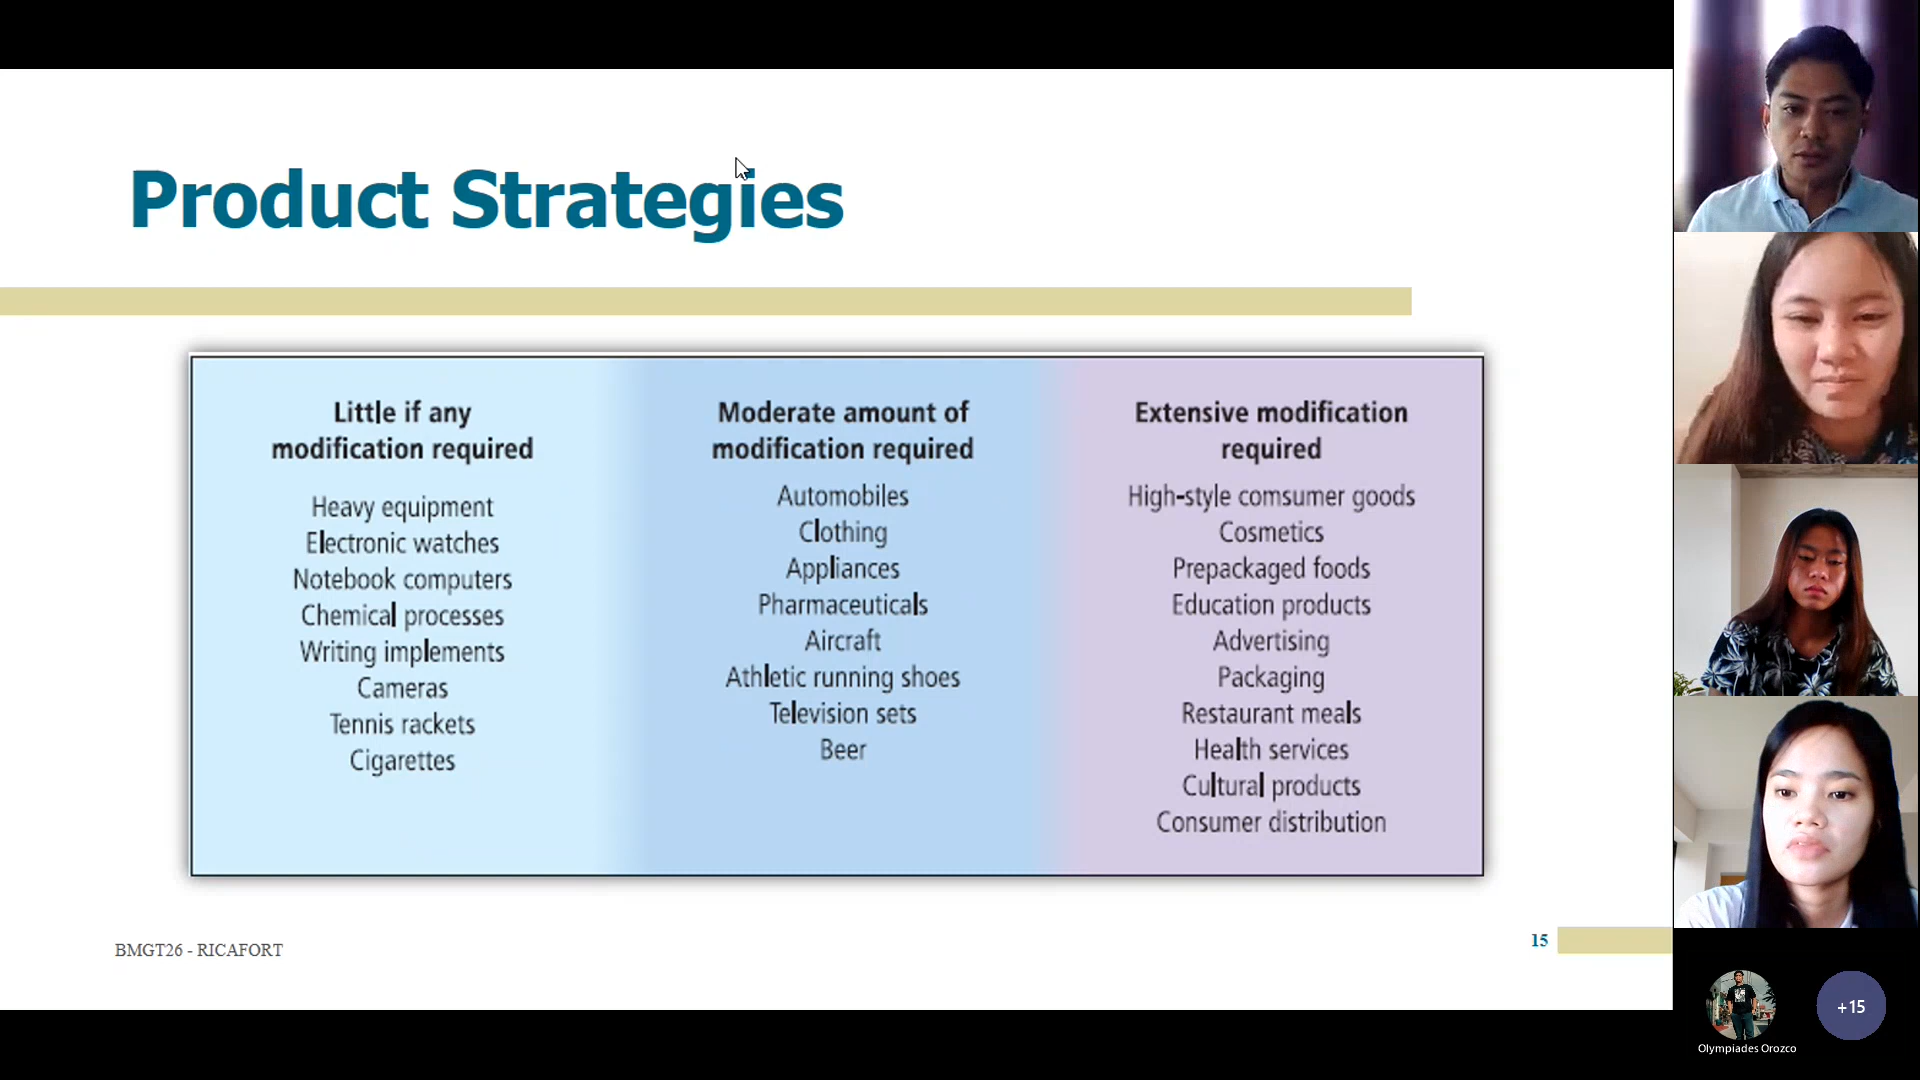 Product Strategies
Little if any
modification required
Heavy equipment
Electronic watches
Notebook computers
Chemical processes
Writing implements
Cameras
Tennis rackets
Cigarettes
Moderate amount of
modification required
Automobiles
Clothing
Appliances
Pharmaceuticals
Aircraft
Athletic running shoes
Television sets
Beer
Extensive modification
required
High-style comsumer goods
Cosmetics
Prepackaged foods
Education products
Advertising
Packaging
Restaurant meals
Health services
Cultural products
Consumer distribution
BMGT26 - RICAFORT
15
+15
Olympiades Orozco